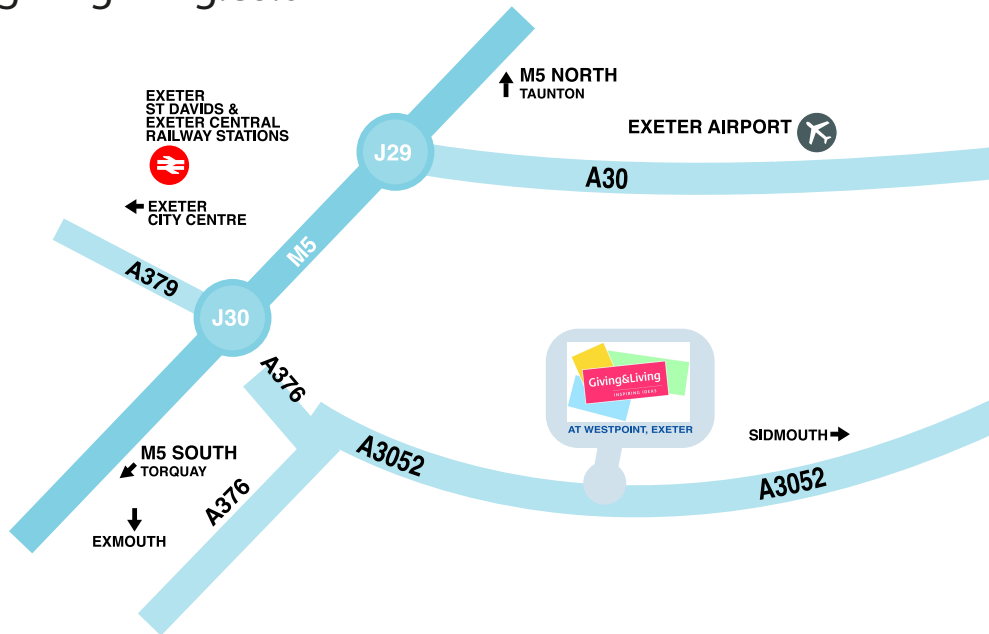 M5 NORTH
TAUNTON
EXETER
ST DAVIDS &
EXETER CENTRAL
RAILWAY STATIONS
EXETER AIRPORT
J29
A30
EXETER
CITY CENTRE
M5
A379
J30
A376
Giving&Living
INSPIRING IDEAS
AT WESTPOINT, EXETER
SIDMOUTH
A3052
A3052
M5 SOUTH
TORQUAY
A376
EXMOUTH